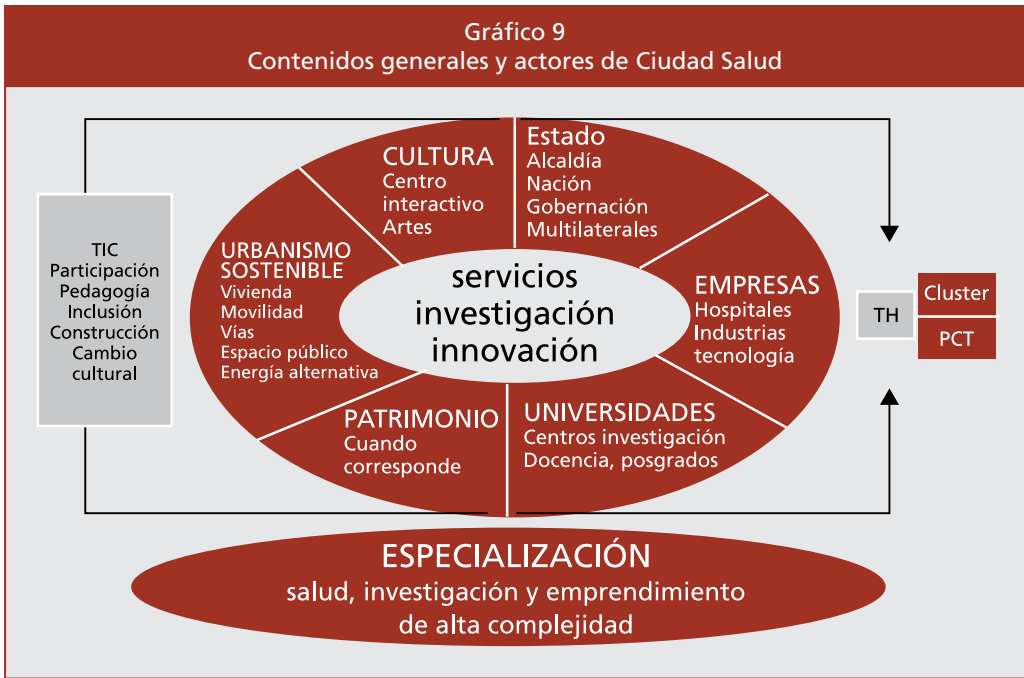 Gráfico 9
Contenidos generales y actores de Ciudad Salud
TIC
Participación
Pedagogía
Inclusión
Construcción
Cambio
cultural
CULTURA
Centro
interactivo
Artes
Estado
Alcaldía
Nación
Gobernación
Multilaterales
URBANISMO
SOSTENIBLE
Vivienda
Movilidad
Vías
Espacio público
Energía alternativa
servicios
investigación
innovación
EMPRESAS
Hospitales
Industrias
tecnología
PATRIMONIO
Cuando
corresponde
UNIVERSIDADES
Centros investigación
Docencia, posgrados
TH
Cluster
PCT
ESPECIALIZACIÓN
salud, investigación y emprendimiento
de alta complejidad